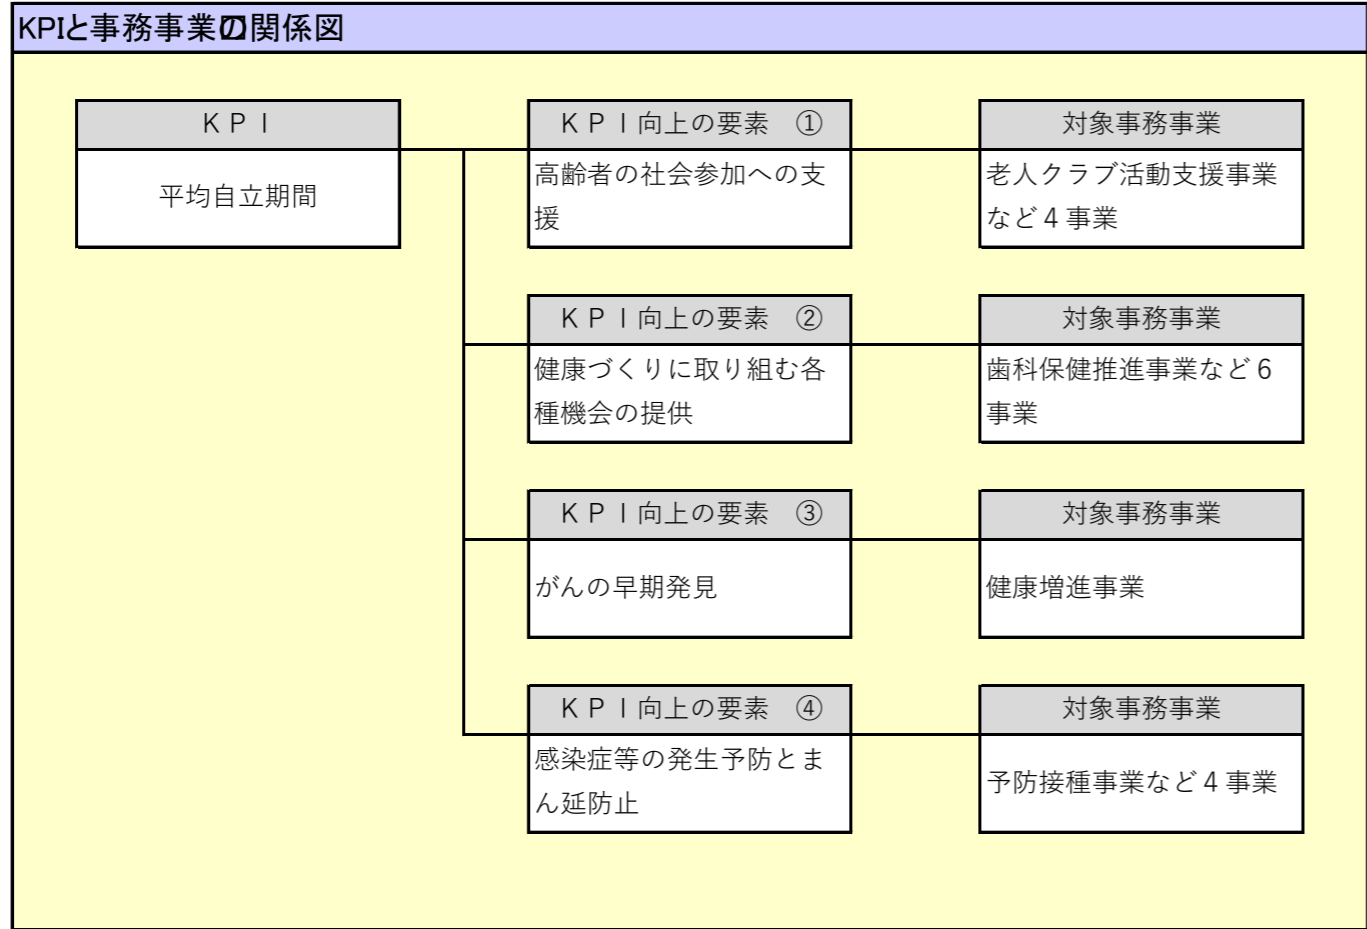 KPIと事務事業の関係図
ＫＰＩ
平均自立期間
ＫＰＩ向上の要素　①
高齢者の社会参加への支
援
対象事務事業
老人クラブ活動支援事業
など４事業
ＫＰＩ向上の要素　②
健康づくりに取り組む各
種機会の提供
対象事務事業
歯科保健推進事業など６
事業
ＫＰＩ向上の要素　③
がんの早期発見
対象事務事業
健康増進事業
ＫＰＩ向上の要素　④
感染症等の発生予防とま
ん延防止
対象事務事業
予防接種事業など４事業